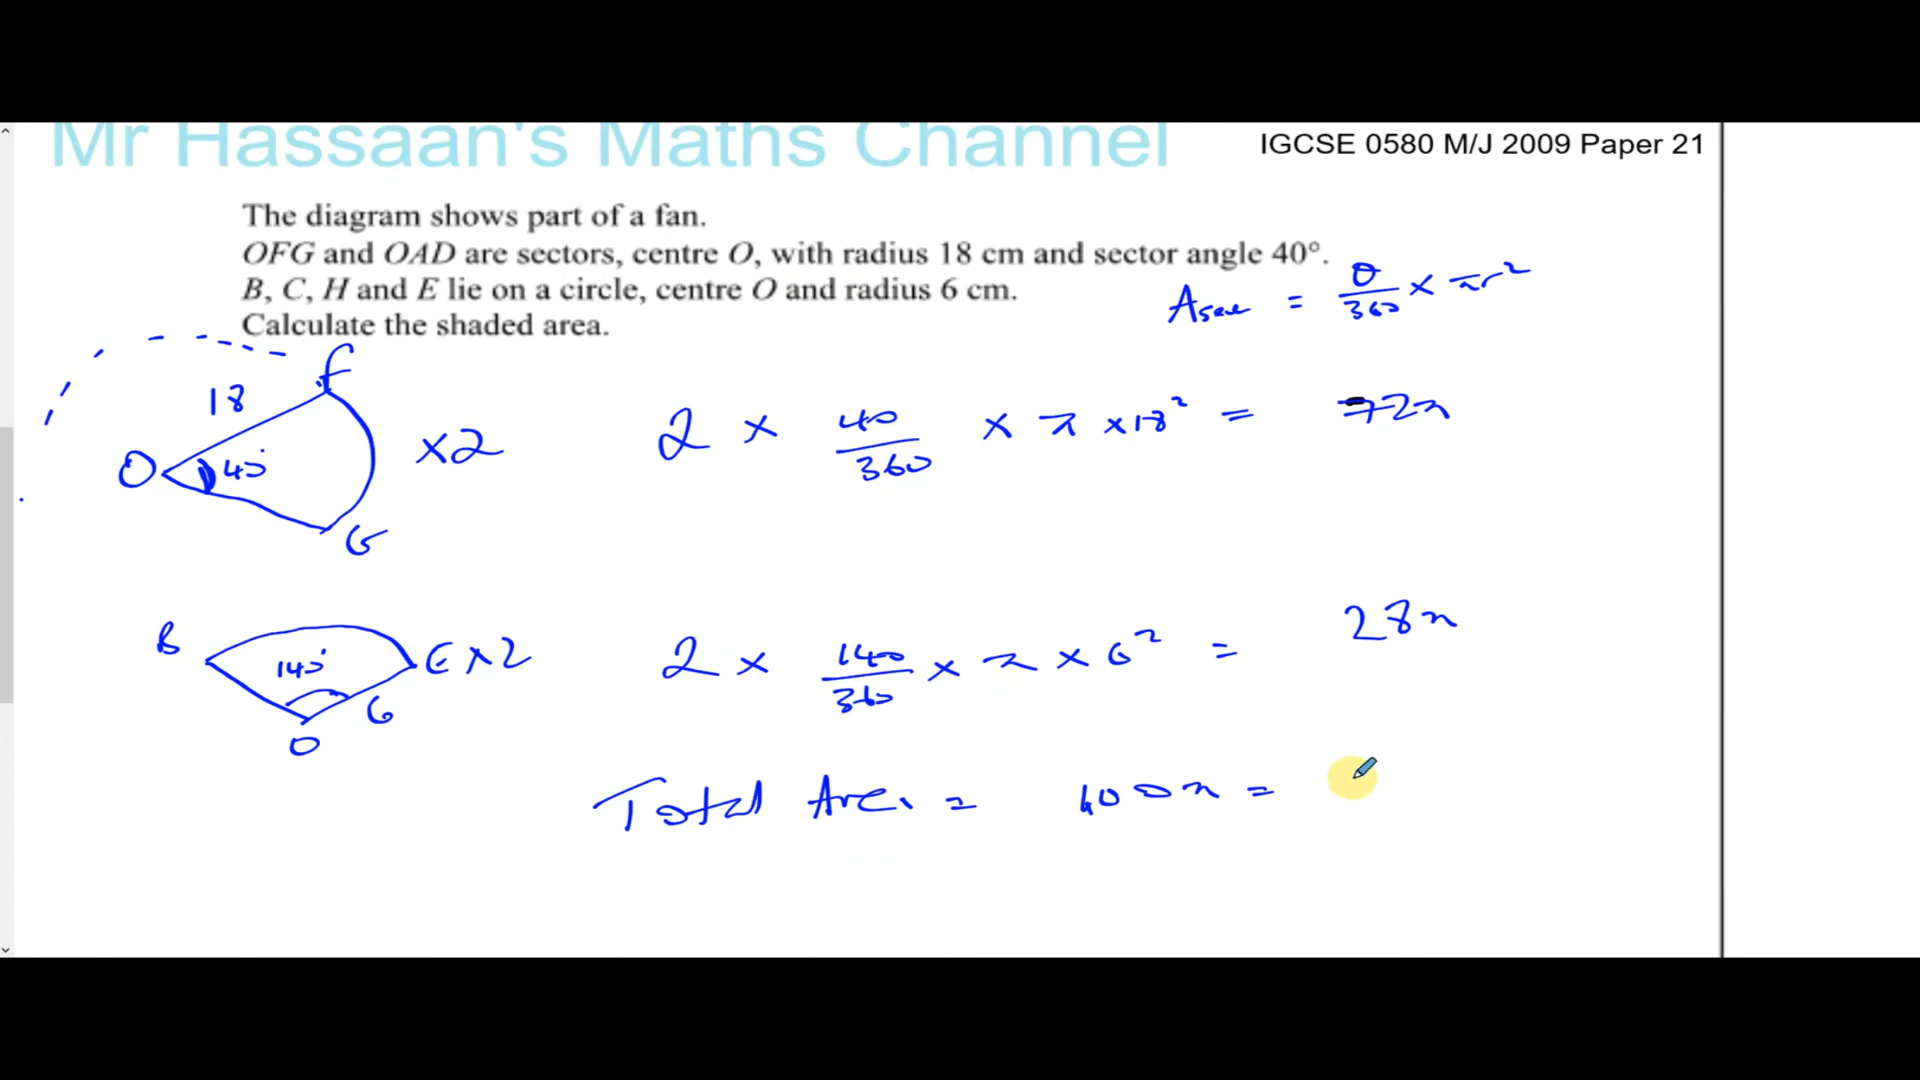 Mr Hassaan's Maths Channel
IGCSE 0580 M/J 2009 Paper 21
The diagram shows part of a fan.
OFG and OAD are sectors, centre O, with radius 18 cm and sector angle 40°.
B, C, H and E lie on a circle, centre O and radius 6 cm.
Calculate the shaded area.
= θ/360 × πr²
F
18
O 40° ×2
G
2 × 40/360 × π × 18² = 72π
B 140° E ×2
6
O
2 × 140/360 × π × 6² = 28π
Total Area = 100π =